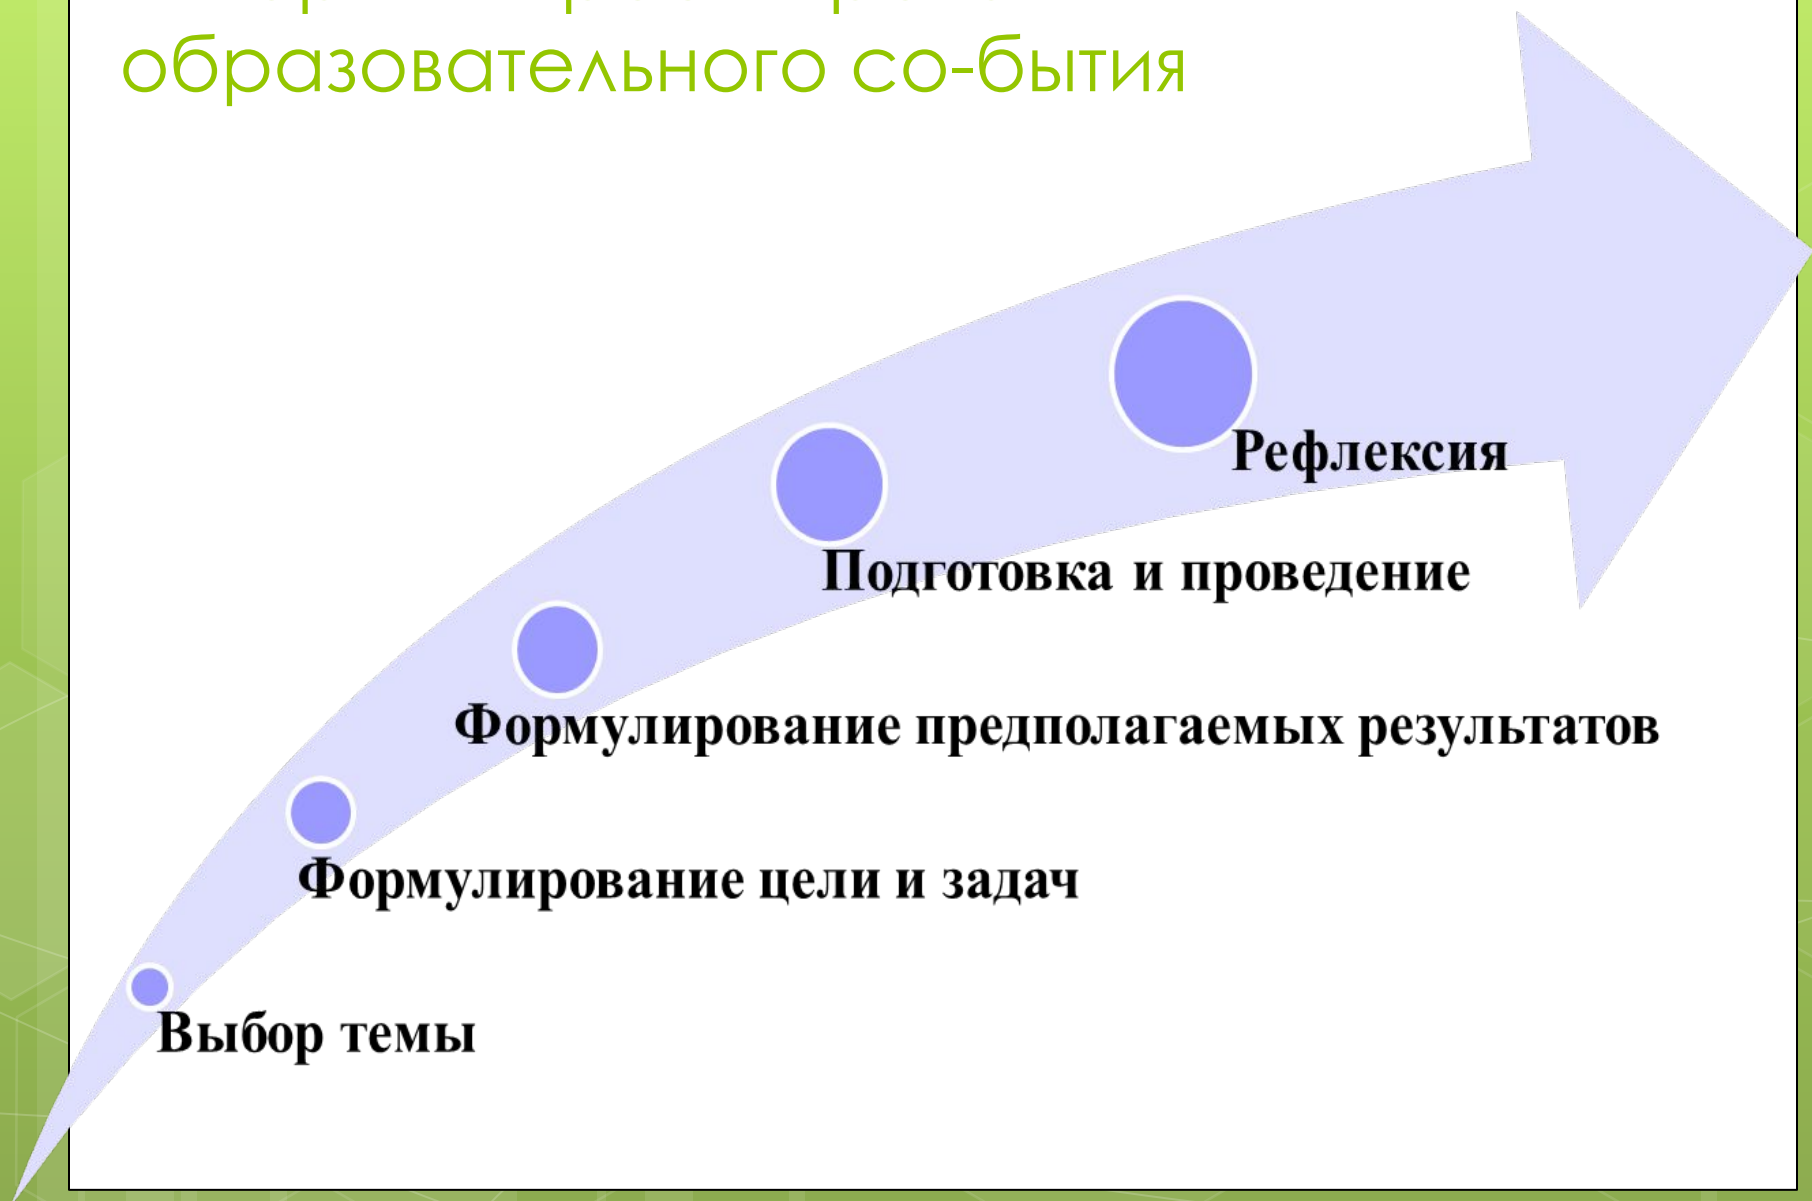 образовательного со-бытия
Рефлексия
Подготовка и проведение
Формулирование предполагаемых результатов
Формулирование цели и задач
Выбор темы